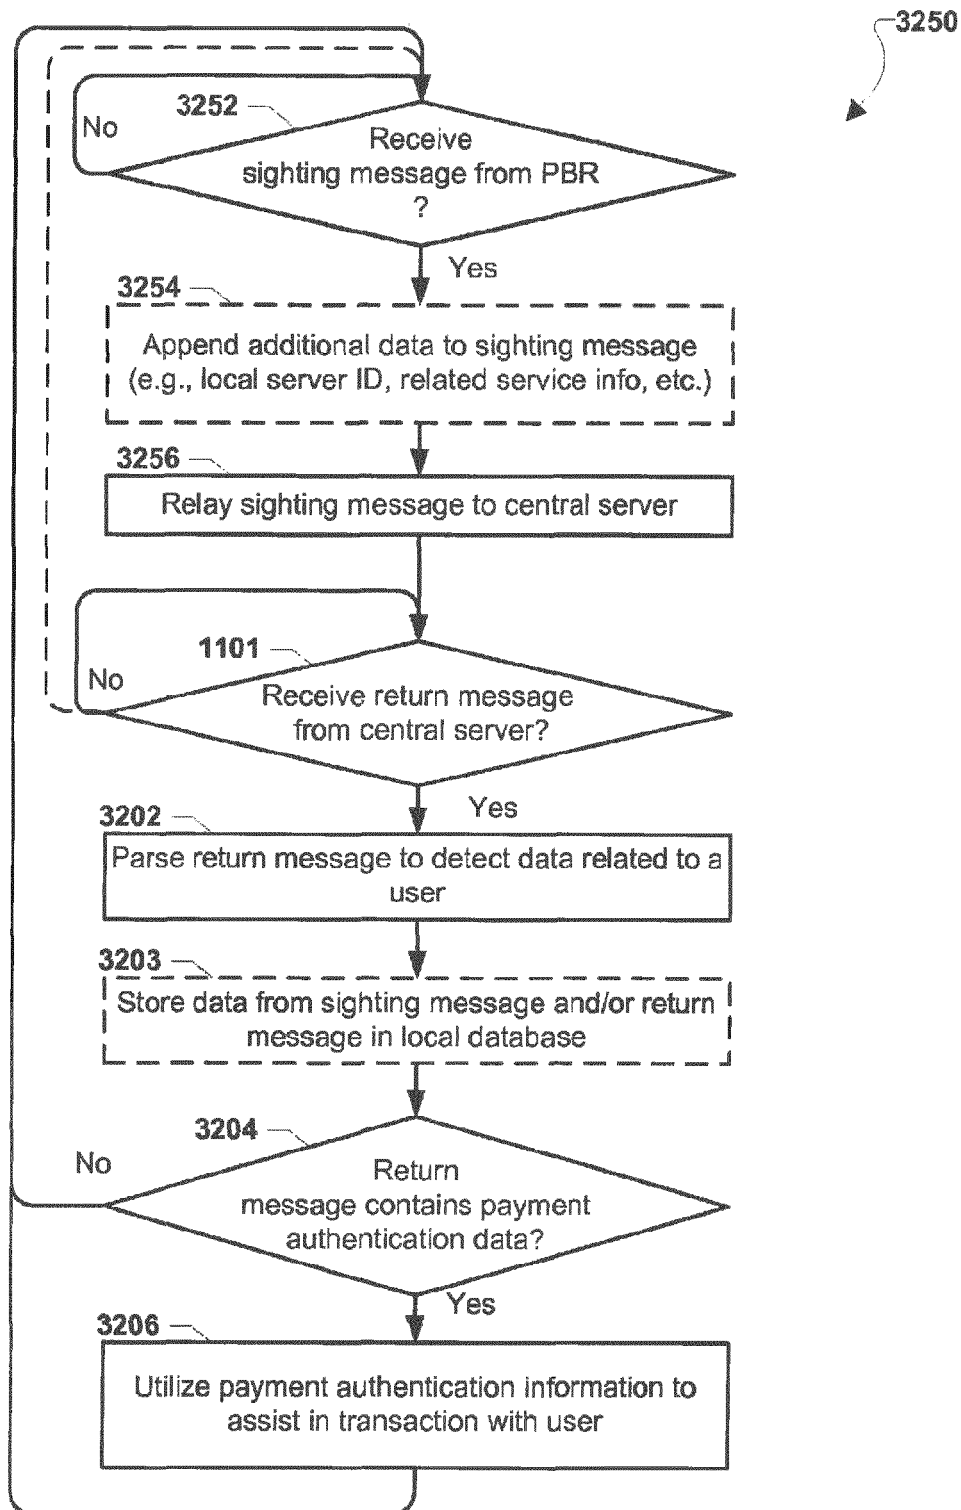 3250
3252
No
Receive
sighting message from PBR
?
Yes
3254
Append additional data to sighting message
(e.g., local server ID, related service info, etc.)
3256
Relay sighting message to central server
1101
No
Receive return message
from central server?
Yes
3202
Parse return message to detect data related to a
user
3203
Store data from sighting message and/or return
message in local database
3204
No
Return
message contains payment
authentication data?
Yes
3206
Utilize payment authentication information to
assist in transaction with user